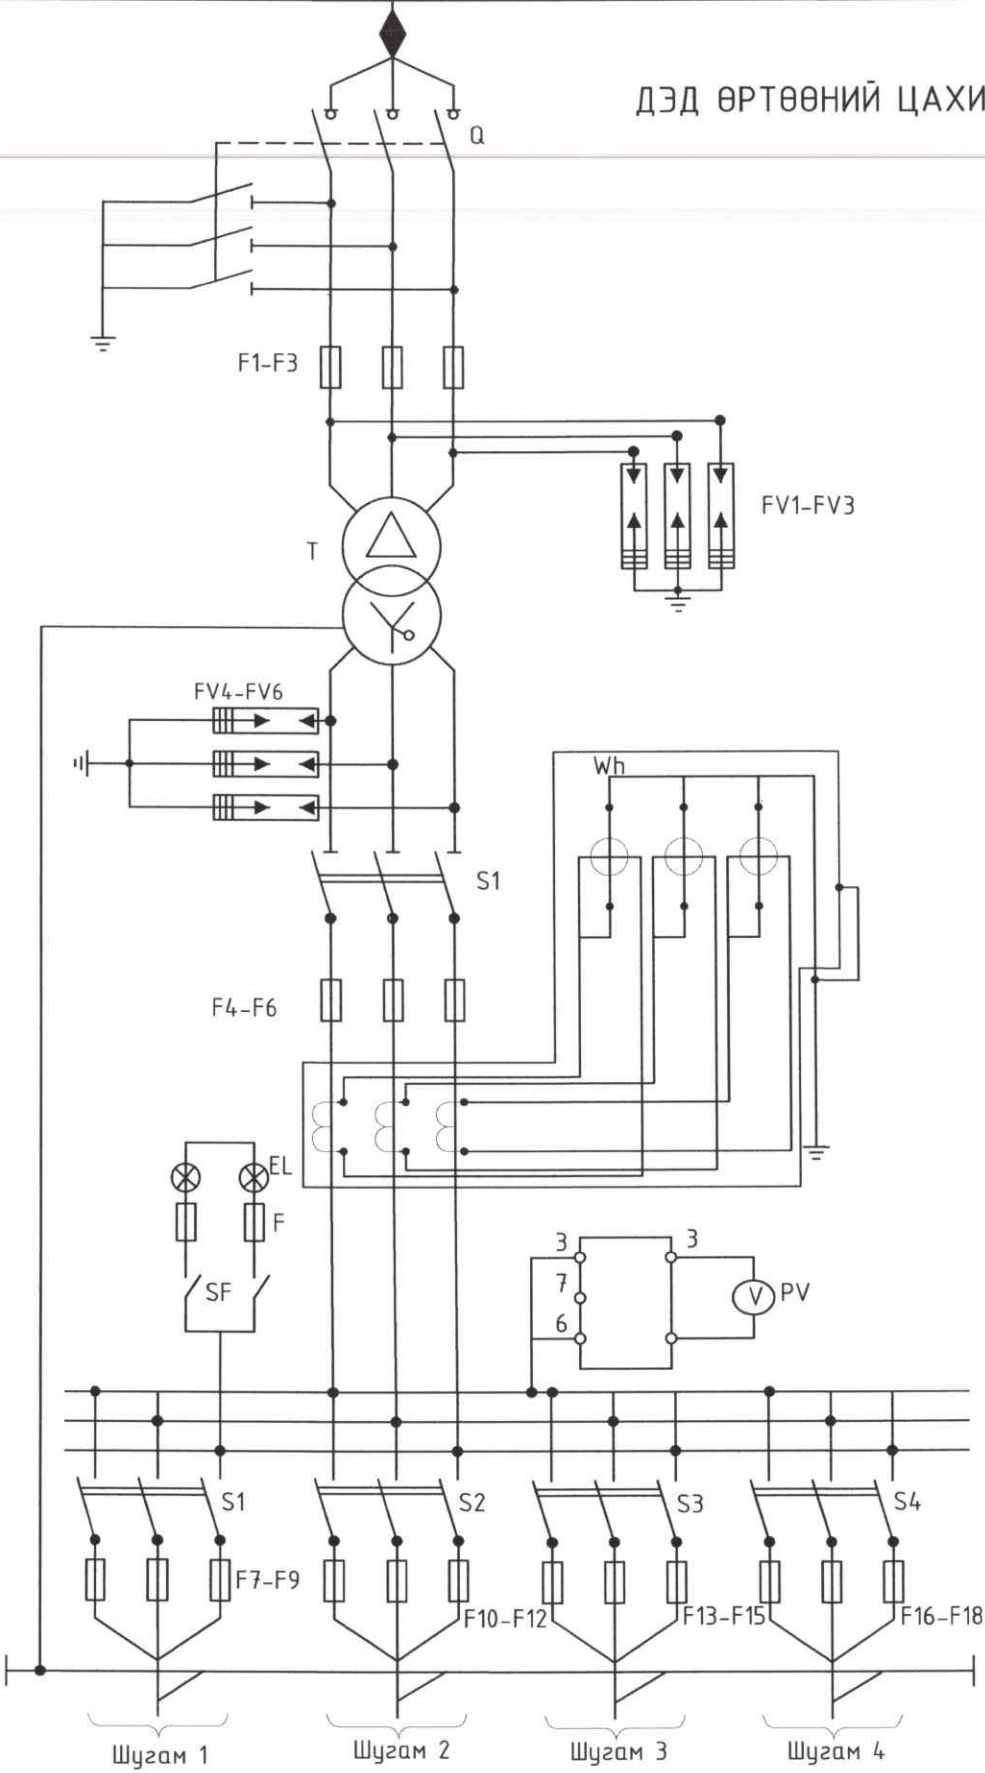 ДЭД ӨРТӨӨНИЙ ЦАХИ
Q
F1-F3
FV1-FV3
T
FV4-FV6
Wh
S1
F4-F6
EL
F
3 3
SF
7
V PV
6
S1 S2 S3 S4
F7-F9
F10-F12 F13-F15 F16-F18
Шугам 1 Шугам 2 Шугам 3 Шугам 4